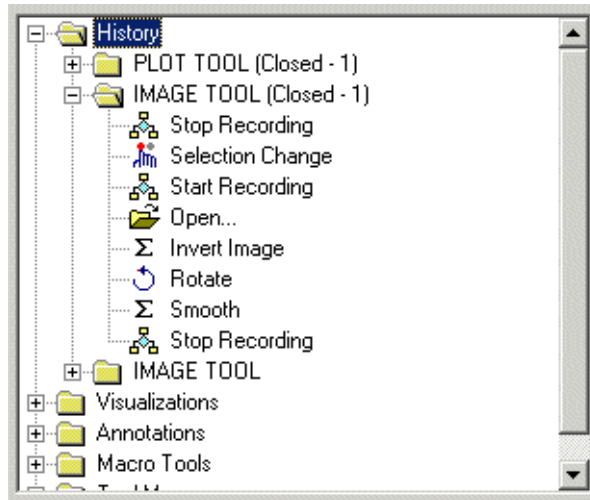 History
PLOT TOOL (Closed - 1)
IMAGE TOOL (Closed - 1)
Stop Recording
Selection Change
Start Recording
Open...
Σ Invert Image
Rotate
Σ Smooth
Stop Recording
IMAGE TOOL
Visualizations
Annotations
Macro Tools